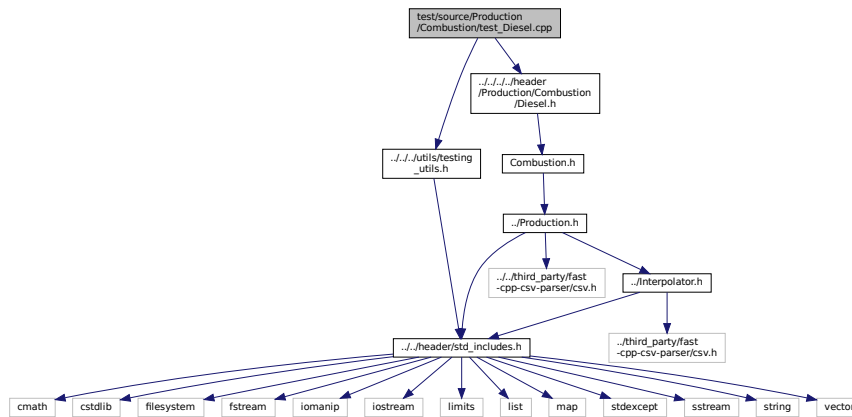 test/source/Production
/Combustion/test_Diesel.cpp
../../../../header
/Production/Combustion
/Diesel.h
../../../utils/testing
_utils.h
Combustion.h
../Production.h
../../third_party/fast
-cpp-csv-parser/csv.h
../Interpolator.h
../../header/std_includes.h
../third_party/fast
-cpp-csv-parser/csv.h
cmath
cstdlib
filesystem
fstream
iomanip
iostream
limits
list
map
stdexcept
sstream
string
vector